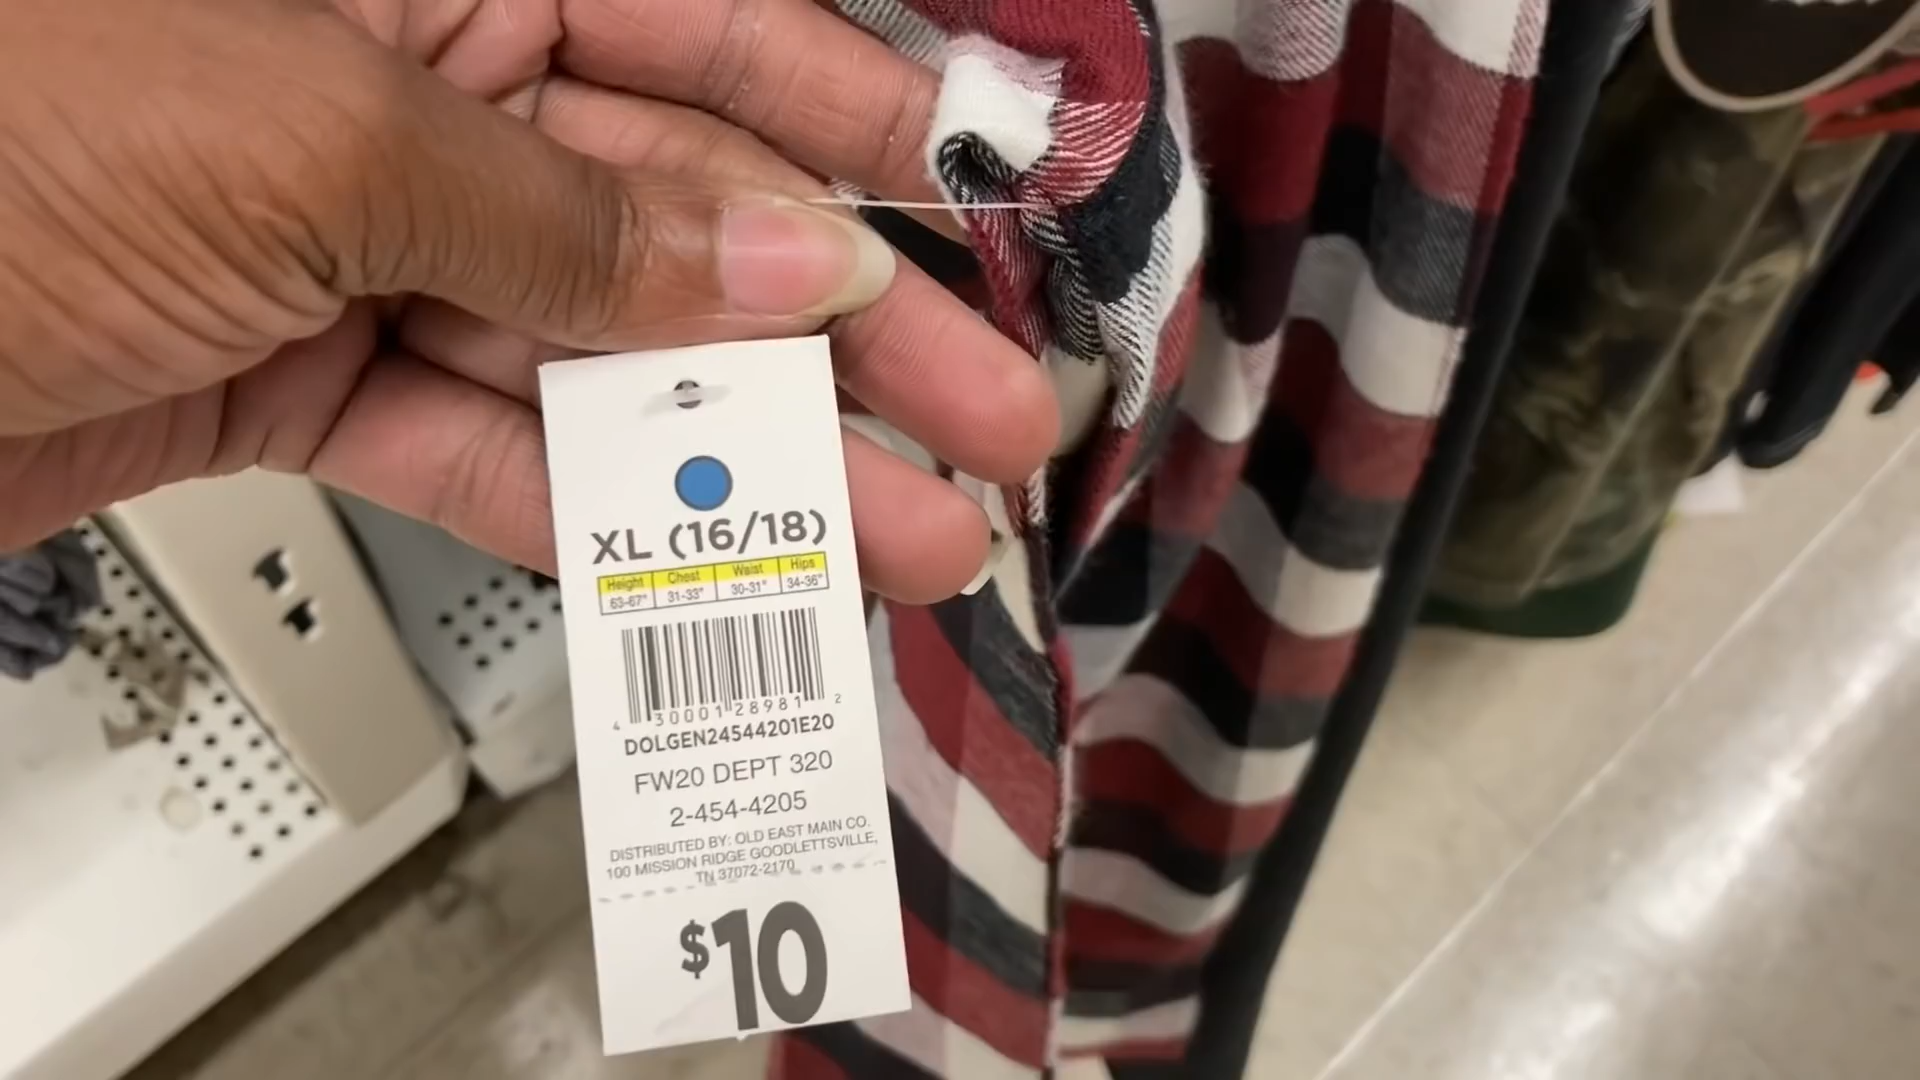 XL (16/18)
Height Chest Waist Hips
63-67" 31-33" 30-31" 34-36"
4 30001 28981 2
DOLGEN24544201E20
FW20 DEPT 320
2-454-4205
DISTRIBUTED BY: OLD EAST MAIN CO.
100 MISSION RIDGE GOODLETTSVILLE,
TN 37072-2170
$10